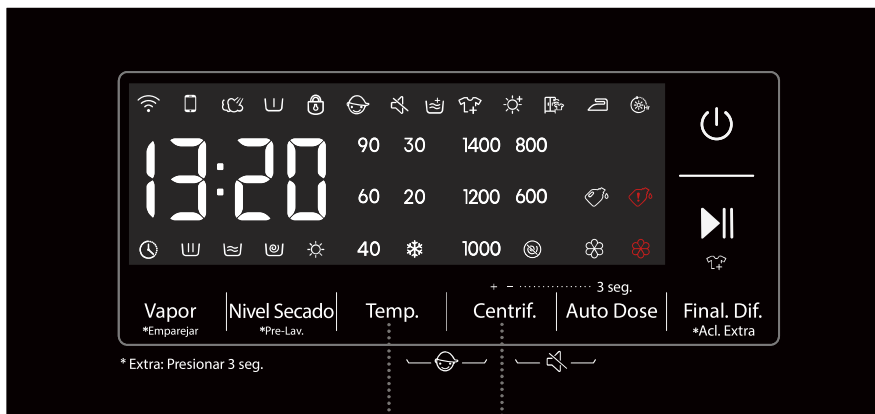 90 30 1400 800
13:20
60 20 1200 600
40 1000
+ - 3 seg.
Vapor Nivel Secado Temp. Centrif. Auto Dose Final. Dif.
*Emparejar *Pre-Lav. *Acl. Extra
* Extra: Presionar 3 seg.